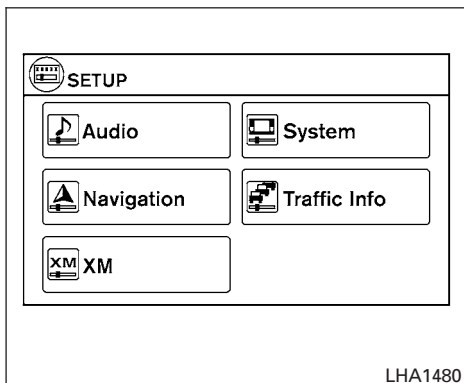 SETUP
Audio
System
Navigation
Traffic Info
XM XM
LHA1480